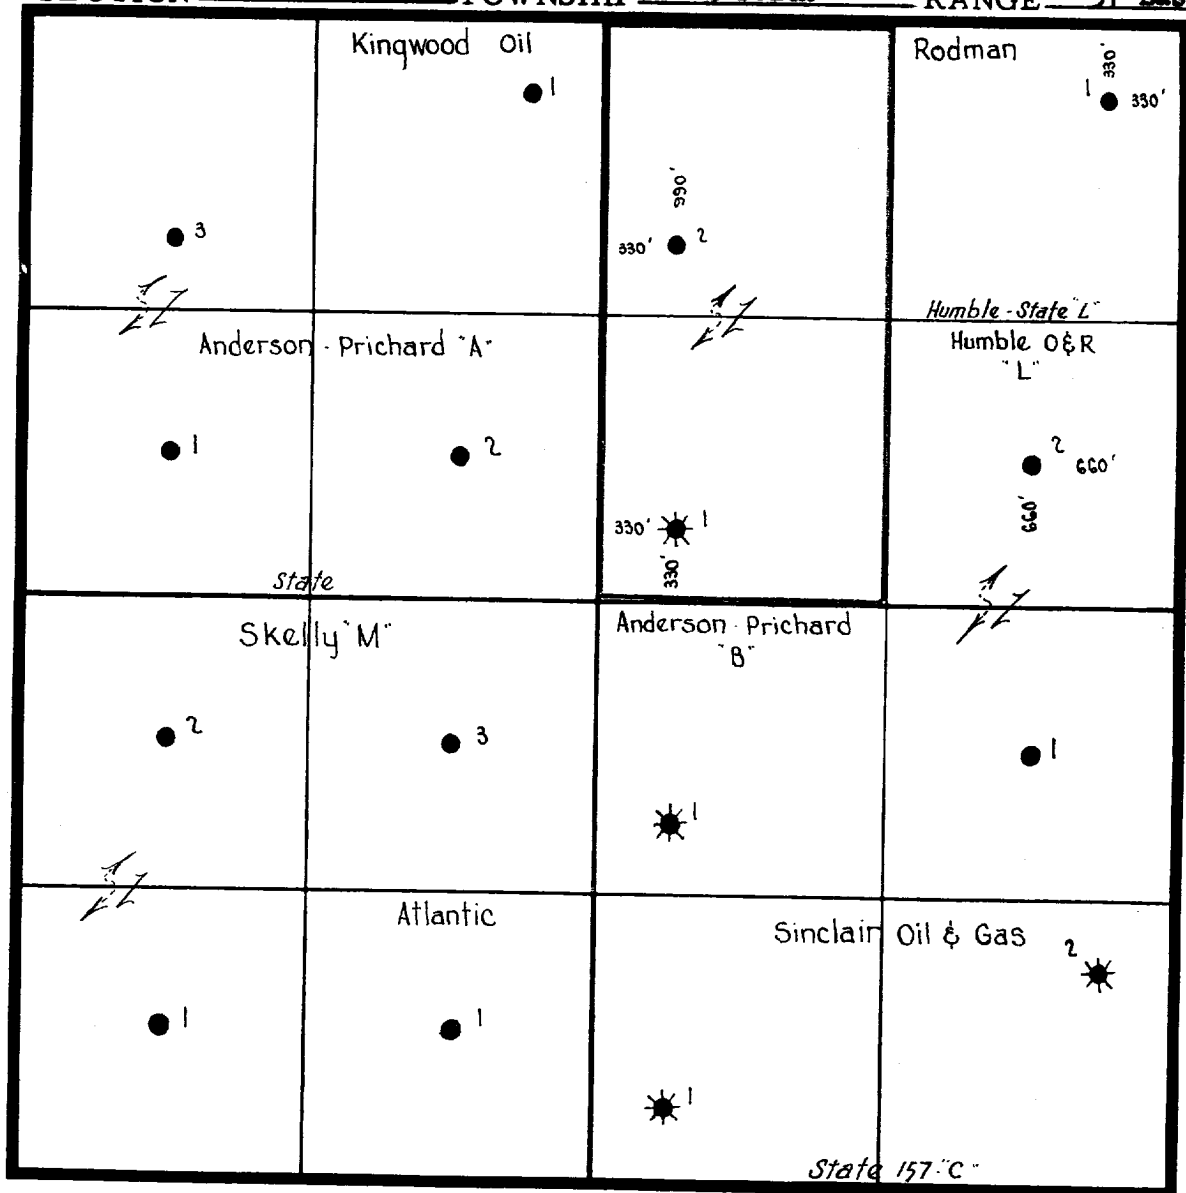 RANGE
Kingwood Oil
1
Rodman
330'
1 330'
3
990'
330' 2
Humble-State "L"
Anderson-Prichard "A"
Humble O&R
"L"
1
2
2 660'
660'
330' 1
330'
State
Skelly "M"
Anderson-Prichard
"B"
2
3
1
1
Atlantic
Sinclair Oil & Gas
2
1
1
1
State 157 "C"